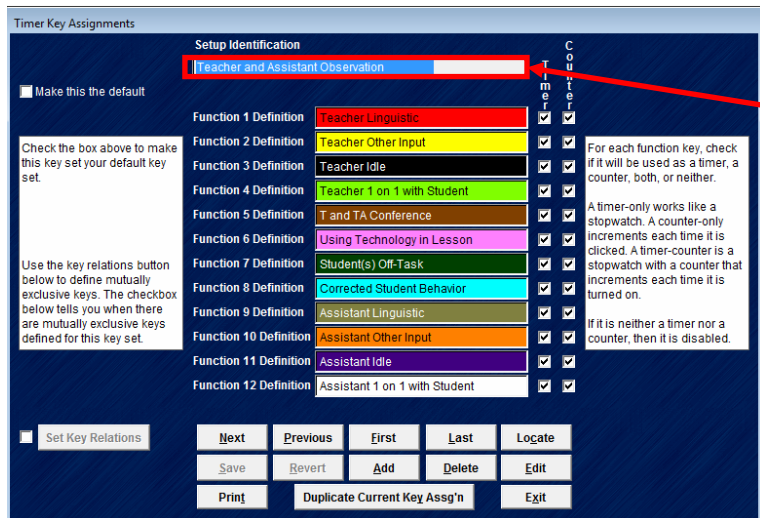 Timer Key Assignments
Setup Identification
Teacher and Assistant Observation
Timer
Counter
Make this the default
Check the box above to make
this key set your default key
set.
Use the key relations button
below to define mutually
exclusive keys. The checkbox
below tells you when there
are mutually exclusive keys
defined for this key set.
Function 1 Definition Teacher Linguistic
Function 2 Definition Teacher Other Input
Function 3 Definition Teacher Idle
Function 4 Definition Teacher 1 on 1 with Student
Function 5 Definition T and TA Conference
Function 6 Definition Using Technology in Lesson
Function 7 Definition Student(s) Off-Task
Function 8 Definition Corrected Student Behavior
Function 9 Definition Assistant Linguistic
Function 10 Definition Assistant Other Input
Function 11 Definition Assistant Idle
Function 12 Definition Assistant 1 on 1 with Student
For each function key, check
if it will be used as a timer, a
counter, both, or neither.
A timer-only works like a
stopwatch. A counter-only
increments each time it is
clicked. A timer-counter is a
stopwatch with a counter that
increments each time it is
turned on.
If it is neither a timer nor a
counter, then it is disabled.
Set Key Relations
Next Previous First Last Locate
Save Revert Add Delete Edit
Print Duplicate Current Key Assg'n Exit